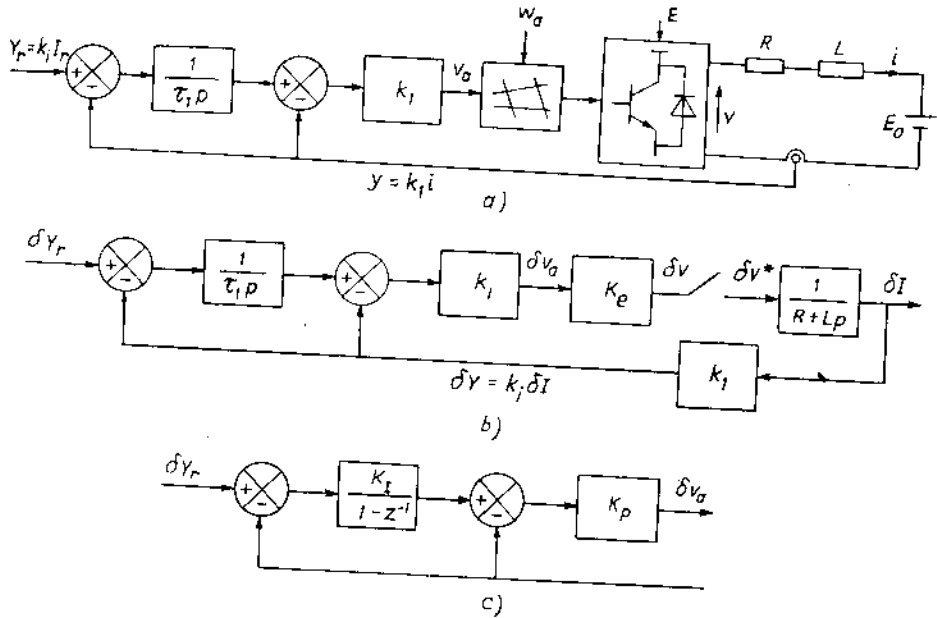 Y_r=k_i I_r
+
-
1
τ_1 p
+
-
k_1
v_a
w_a
E
v
R
L
i
E_o
y = k_1 i
a)
δY_r
+
-
1
τ_1 p
+
-
k_i
δv_a
K_e
δv
δv*
1
R+Lp
δI
k_1
δY = k_i δI
b)
δY_r
+
-
K_I
1-z^-1
+
-
K_p
δv_a
c)